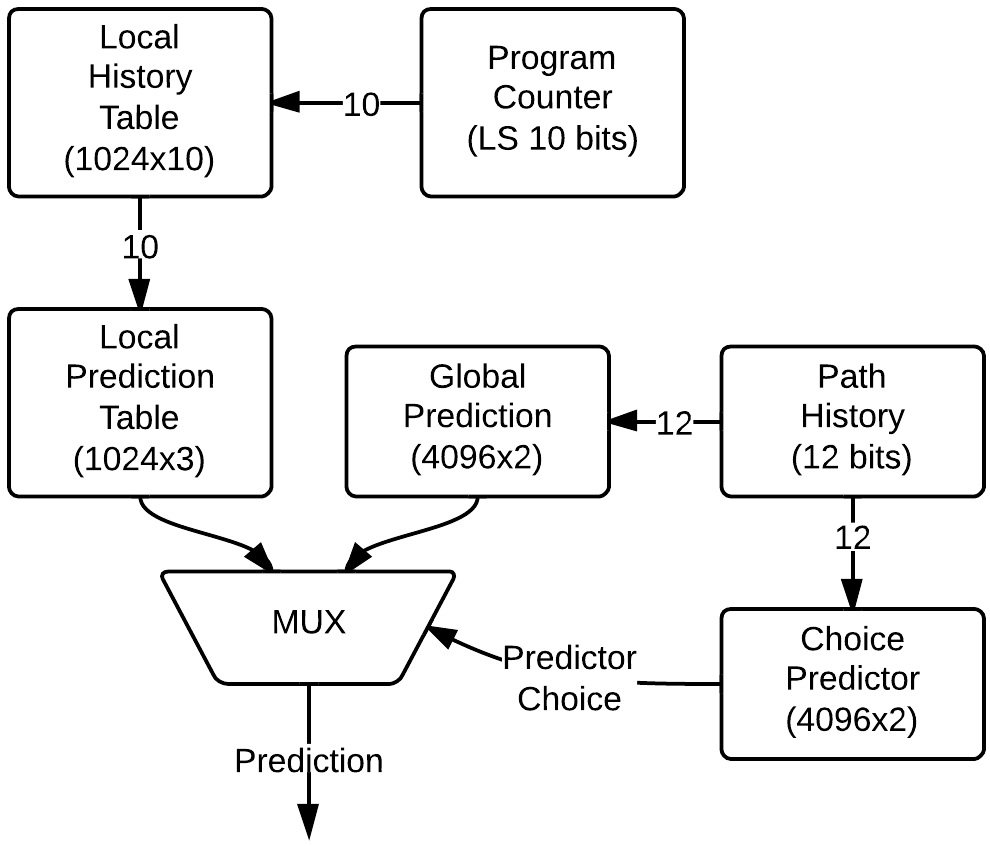 Local
History
Table
(1024x10)
10
Program
Counter
(LS 10 bits)
10
Local
Prediction
Table
(1024x3)
Global
Prediction
(4096x2)
12
Path
History
(12 bits)
12
MUX
Predictor
Choice
Choice
Predictor
(4096x2)
Prediction